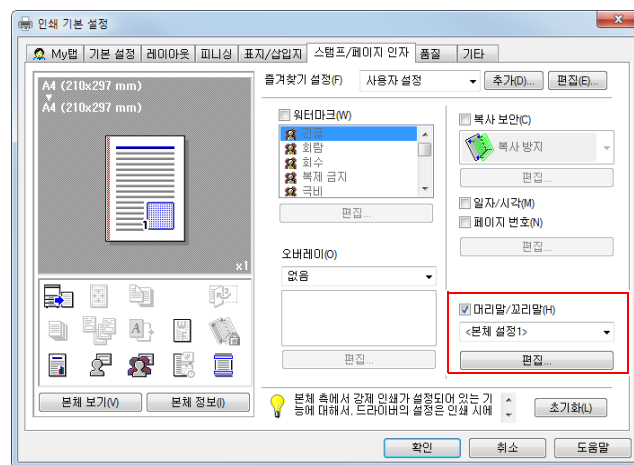 인쇄 기본 설정
My탭 기본 설정 레이아웃 피니싱 표지/삽입지 스탬프/페이지 인자 품질 기타
A4 (210x297 mm)
A4 (210x297 mm)
1
x1
본체 보기(V) 본체 정보(I)
즐겨찾기 설정(F) 사용자 설정 추가(D)... 편집(E)...
워터마크(W)
긴급
회람
회수
복제 금지
극비
편집...
오버레이(O)
없음
편집...
복사 보안(C)
복사 방지
편집...
일자/시각(M)
페이지 번호(N)
편집...
머리말/꼬리말(H)
<본체 설정1>
편집...
본체 측에서 강제 인쇄가 설정되어 있는 기
능에 대해서, 드라이버의 설정은 인쇄 시에
초기화(L)
확인 취소 도움말